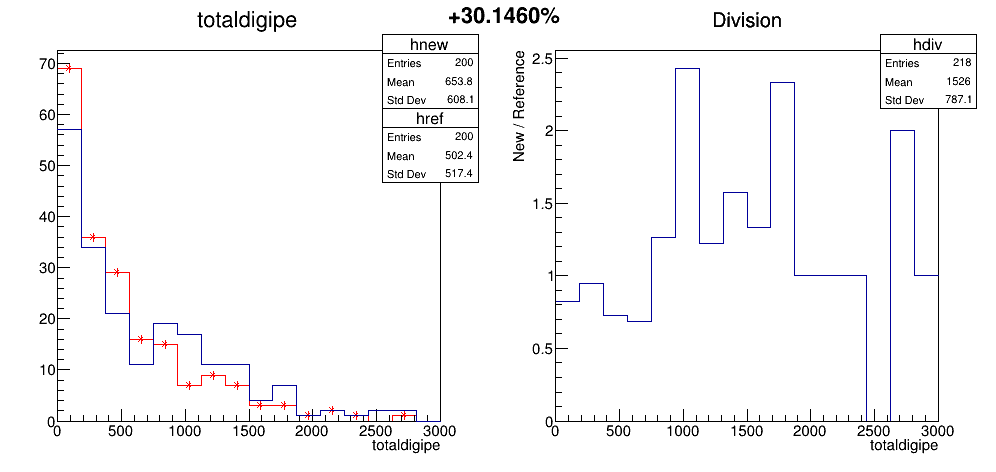 +30.1460%
totaldigipe
hnew
Entries 200
Mean 653.8
Std Dev 608.1
href
Entries 200
Mean 502.4
Std Dev 517.4
70
60
50
40
30
20
10
0
0 500 1000 1500 2000 2500 3000
totaldigipe
Division
hdiv
Entries 218
Mean 1526
Std Dev 787.1
New / Reference
2.5
2
1.5
1
0.5
0
0 500 1000 1500 2000 2500 3000
totaldigipe